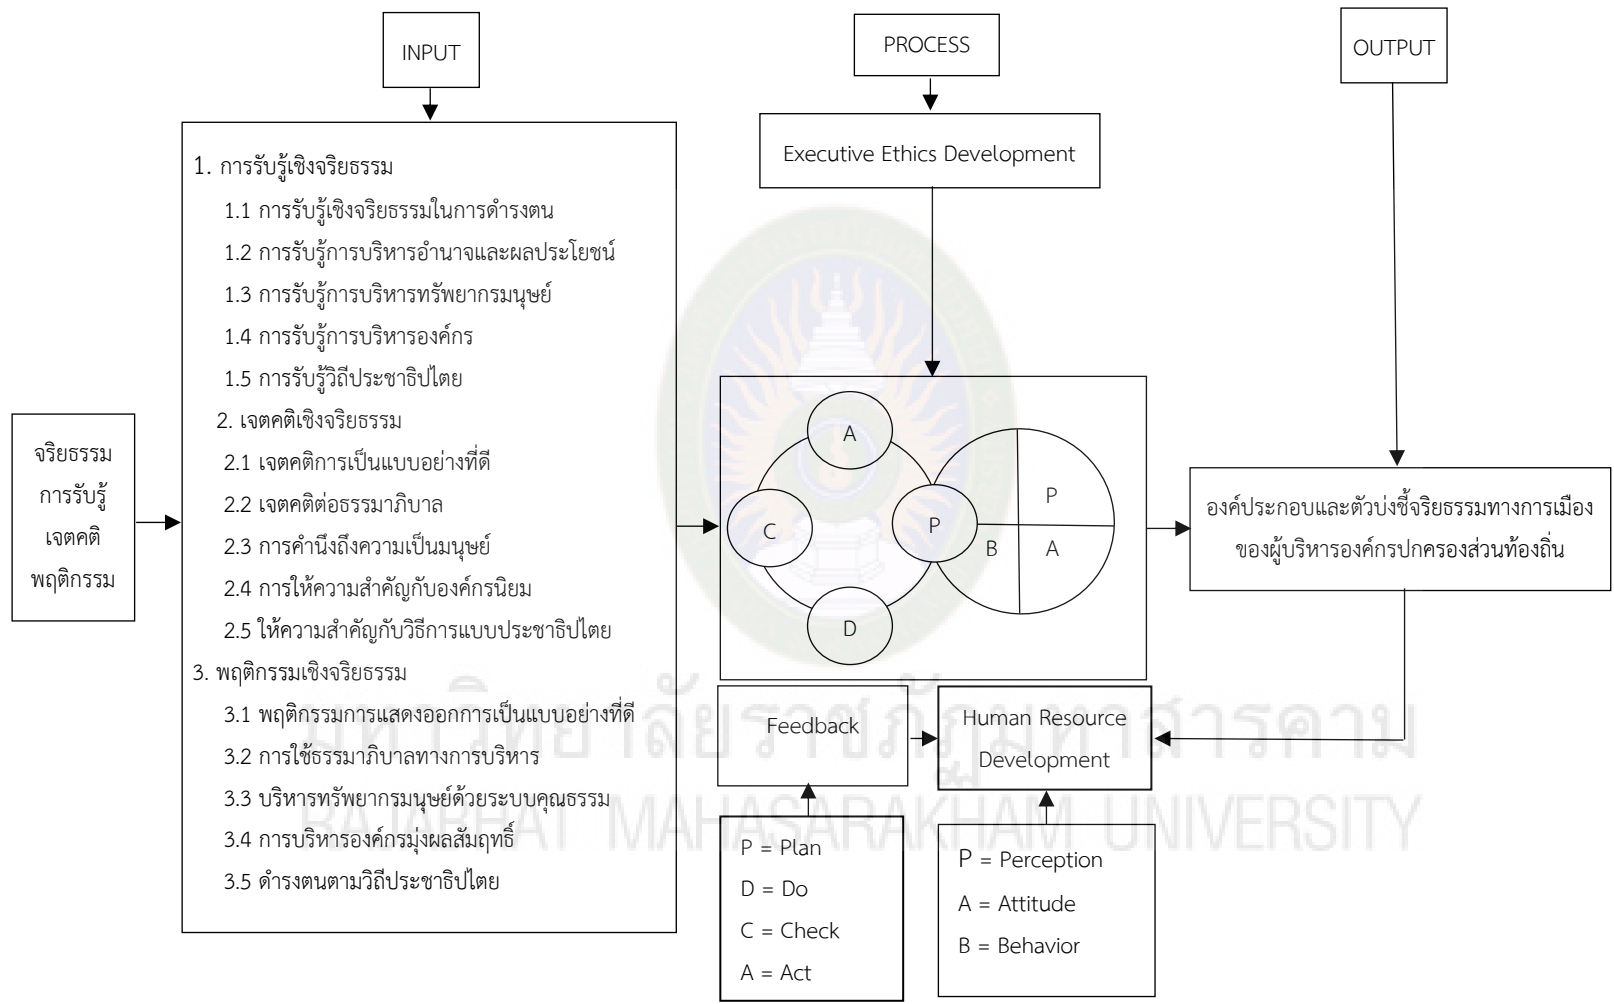 INPUT
PROCESS
OUTPUT
Executive Ethics Development
จริยธรรม
การรับรู้
เจตคติ
พฤติกรรม
1. การรับรู้เชิงจริยธรรม
1.1 การรับรู้เชิงจริยธรรมในการดำรงตน
1.2 การรับรู้การบริหารอำนาจและผลประโยชน์
1.3 การรับรู้การบริหารทรัพยากรมนุษย์
1.4 การรับรู้การบริหารองค์กร
1.5 การรับรู้วิถีประชาธิปไตย
2. เจตคติเชิงจริยธรรม
2.1 เจตคติการเป็นแบบอย่างที่ดี
2.2 เจตคติต่อธรรมาภิบาล
2.3 การคำนึงถึงความเป็นมนุษย์
2.4 การให้ความสำคัญกับองค์กรนิยม
2.5 ให้ความสำคัญกับวิธีการแบบประชาธิปไตย
3. พฤติกรรมเชิงจริยธรรม
3.1 พฤติกรรมการแสดงออกการเป็นแบบอย่างที่ดี
3.2 การใช้ธรรมาภิบาลทางการบริหาร
3.3 บริหารทรัพยากรมนุษย์ด้วยระบบคุณธรรม
3.4 การบริหารองค์กรมุ่งผลสัมฤทธิ์
3.5 ดำรงตนตามวิถีประชาธิปไตย
A
C
P
D
P
B
A
องค์ประกอบและตัวบ่งชี้จริยธรรมทางการเมือง
ของผู้บริหารองค์กรปกครองส่วนท้องถิ่น
Feedback
Human Resource
Development
P = Plan
D = Do
C = Check
A = Act
P = Perception
A = Attitude
B = Behavior
มหาวิทยาลัยราชภัฏมหาสารคาม
RAJABHAT MAHASARAKHAM UNIVERSITY